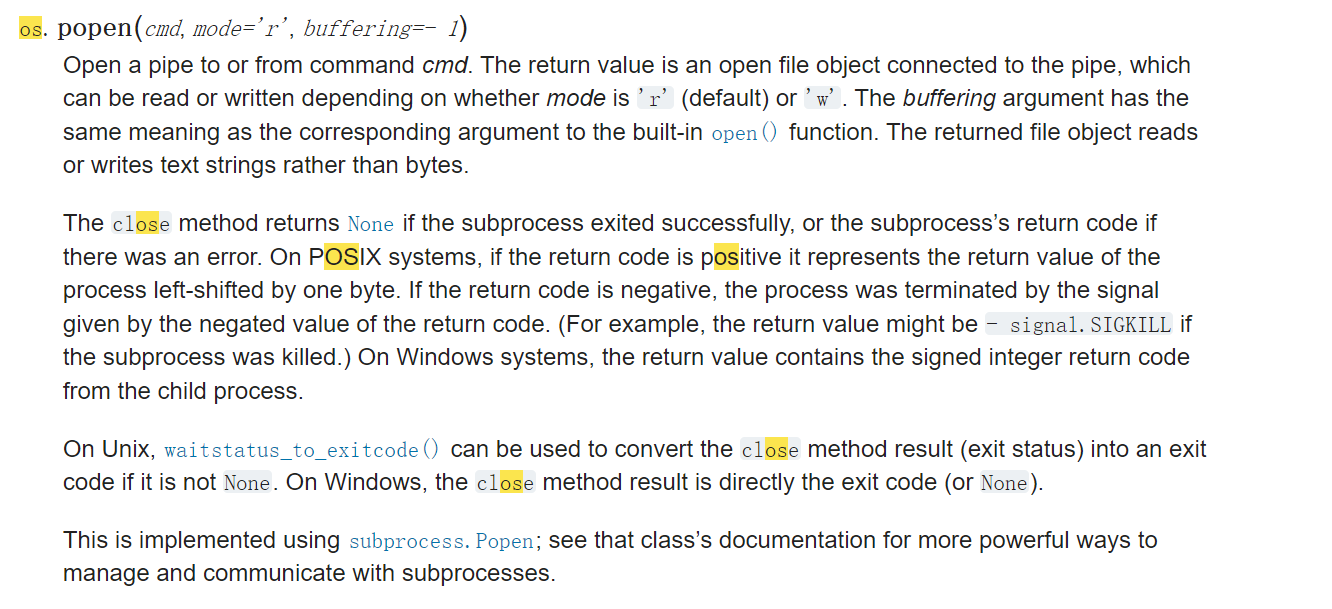 os. popen(cmd, mode='r', buffering=- 1)
Open a pipe to or from command cmd. The return value is an open file object connected to the pipe, which
can be read or written depending on whether mode is 'r' (default) or 'w'. The buffering argument has the
same meaning as the corresponding argument to the built-in open() function. The returned file object reads
or writes text strings rather than bytes.
The close method returns None if the subprocess exited successfully, or the subprocess's return code if
there was an error. On POSIX systems, if the return code is positive it represents the return value of the
process left-shifted by one byte. If the return code is negative, the process was terminated by the signal
given by the negated value of the return code. (For example, the return value might be - signal.SIGKILL if
the subprocess was killed.) On Windows systems, the return value contains the signed integer return code
from the child process.
On Unix, waitstatus_to_exitcode() can be used to convert the close method result (exit status) into an exit
code if it is not None. On Windows, the close method result is directly the exit code (or None).
This is implemented using subprocess.Popen; see that class's documentation for more powerful ways to
manage and communicate with subprocesses.